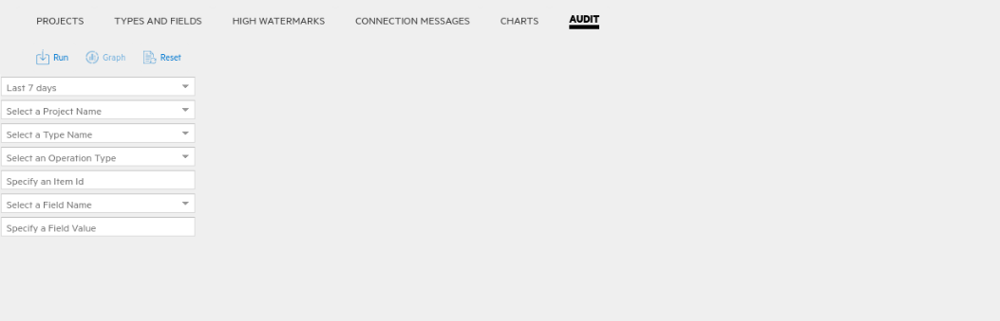 PROJECTS TYPES AND FIELDS HIGH WATERMARKS CONNECTION MESSAGES CHARTS AUDIT
Run Graph Reset
Last 7 days
Select a Project Name
Select a Type Name
Select an Operation Type
Specify an Item Id
Select a Field Name
Specify a Field Value